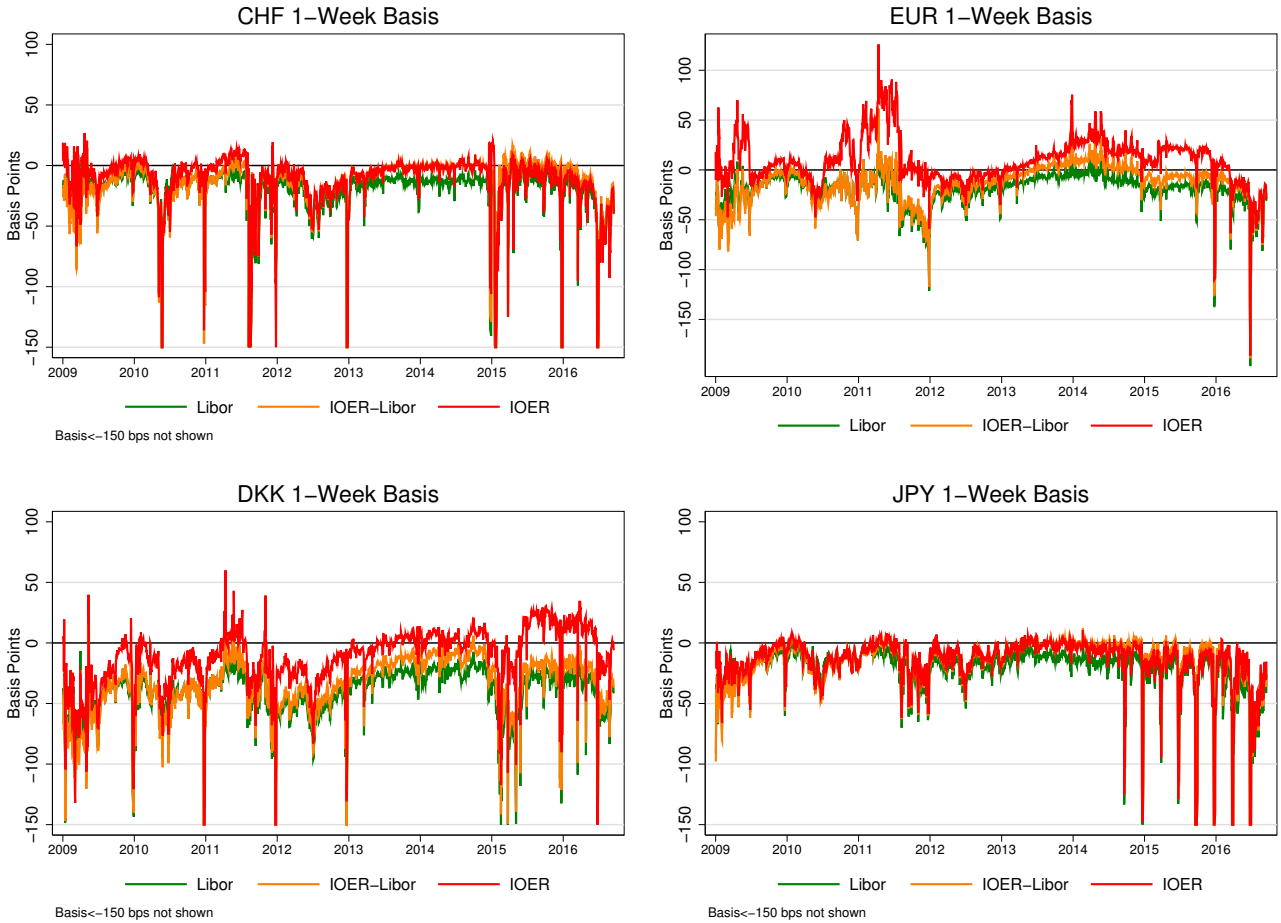 CHF 1−Week Basis
Basis Points
100
50
0
−50
−100
−150
2009 2010 2011 2012 2013 2014 2015 2016
Libor IOER−Libor IOER
Basis<−150 bps not shown
EUR 1−Week Basis
Basis Points
100
50
0
−50
−100
−150
2009 2010 2011 2012 2013 2014 2015 2016
Libor IOER−Libor IOER
DKK 1−Week Basis
Basis Points
100
50
0
−50
−100
−150
2009 2010 2011 2012 2013 2014 2015 2016
Libor IOER−Libor IOER
Basis<−150 bps not shown
JPY 1−Week Basis
Basis Points
100
50
0
−50
−100
−150
2009 2010 2011 2012 2013 2014 2015 2016
Libor IOER−Libor IOER
Basis<−150 bps not shown